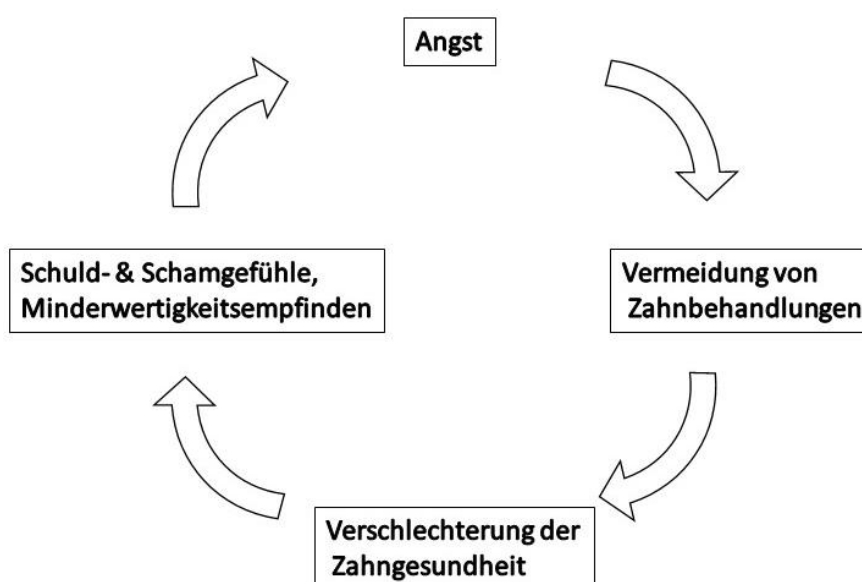 Angst
Schuld- & Schamgefühle,
Minderwertigkeitsempfinden
Vermeidung von
Zahnbehandlungen
Verschlechterung der
Zahngesundheit